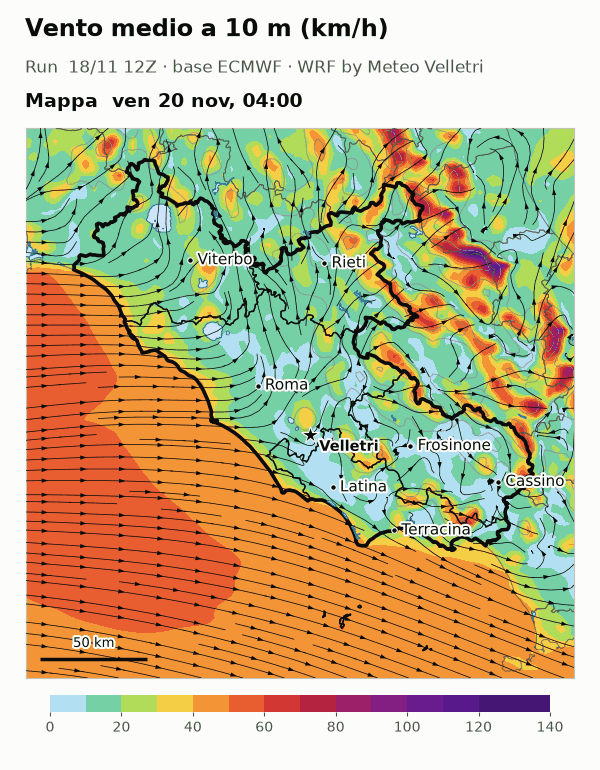 Vento medio a 10 m (km/h)
Run 18/11 12Z · base ECMWF · WRF by Meteo Velletri
Mappa ven 20 nov, 04:00
Viterbo
Rieti
Roma
Velletri
Frosinone
Cassino
Latina
Terracina
50 km
0 20 40 60 80 100 120 140